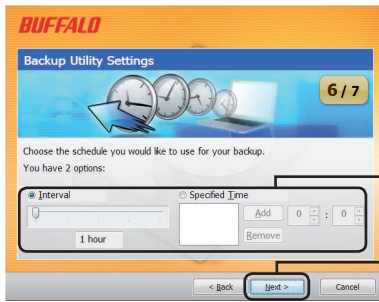 BUFFALO
Backup Utility Settings
6 / 7
Choose the schedule you would like to use for your backup.
You have 2 options:
Interval
Specified Time
Add
0 : 0
1 hour
Remove
< Back
Next >
Cancel